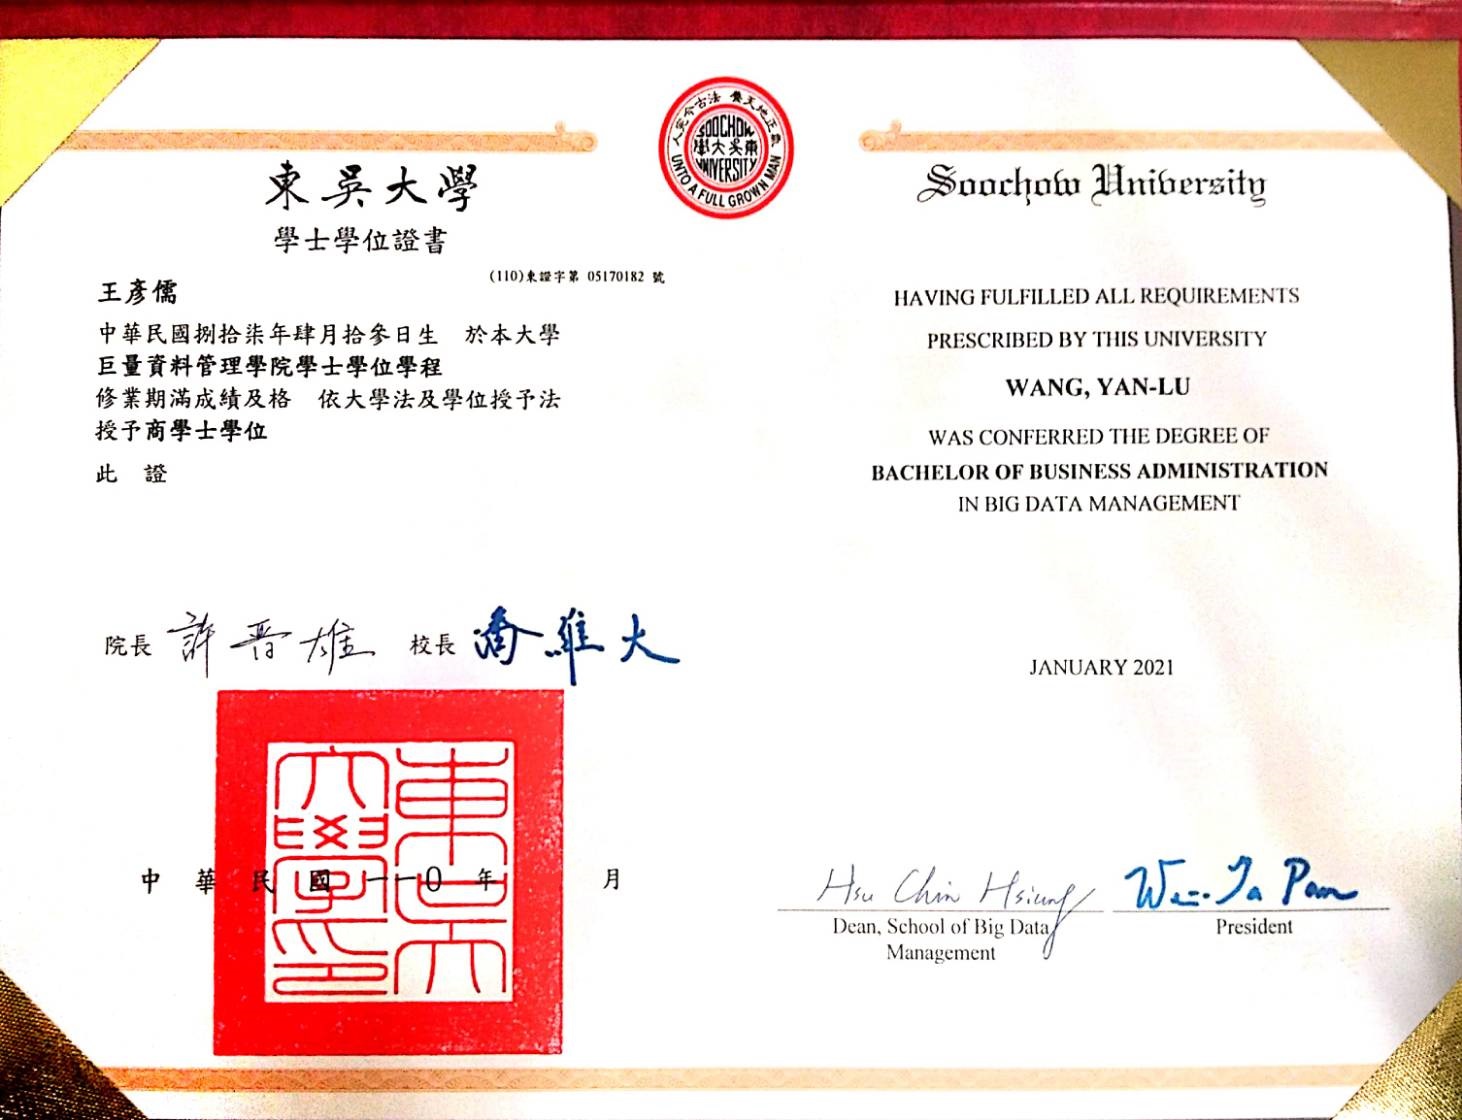 東吳大學
學士學位證書
(110)東證字第 05170182 號
王彥儒
中華民國捌拾柒年肆月拾參日生 於本大學
巨量資料管理學院學士學位學程
修業期滿成績及格 依大學法及學位授予法
授予商學士學位
此 證
院長 許晉雄 校長 潘維大
東吳大學印
中 華 民 國 一一0 年 月
法古今完人 養天地正氣
SOOCHOW
東吳大學
UNIVERSITY
UNTO A FULL GROWN MAN
Soochow University
HAVING FULFILLED ALL REQUIREMENTS
PRESCRIBED BY THIS UNIVERSITY
WANG, YAN-LU
WAS CONFERRED THE DEGREE OF
BACHELOR OF BUSINESS ADMINISTRATION
IN BIG DATA MANAGEMENT
JANUARY 2021
Hsu Chin Hsiung Wei-Ta Pan
Dean, School of Big Data
Management
President